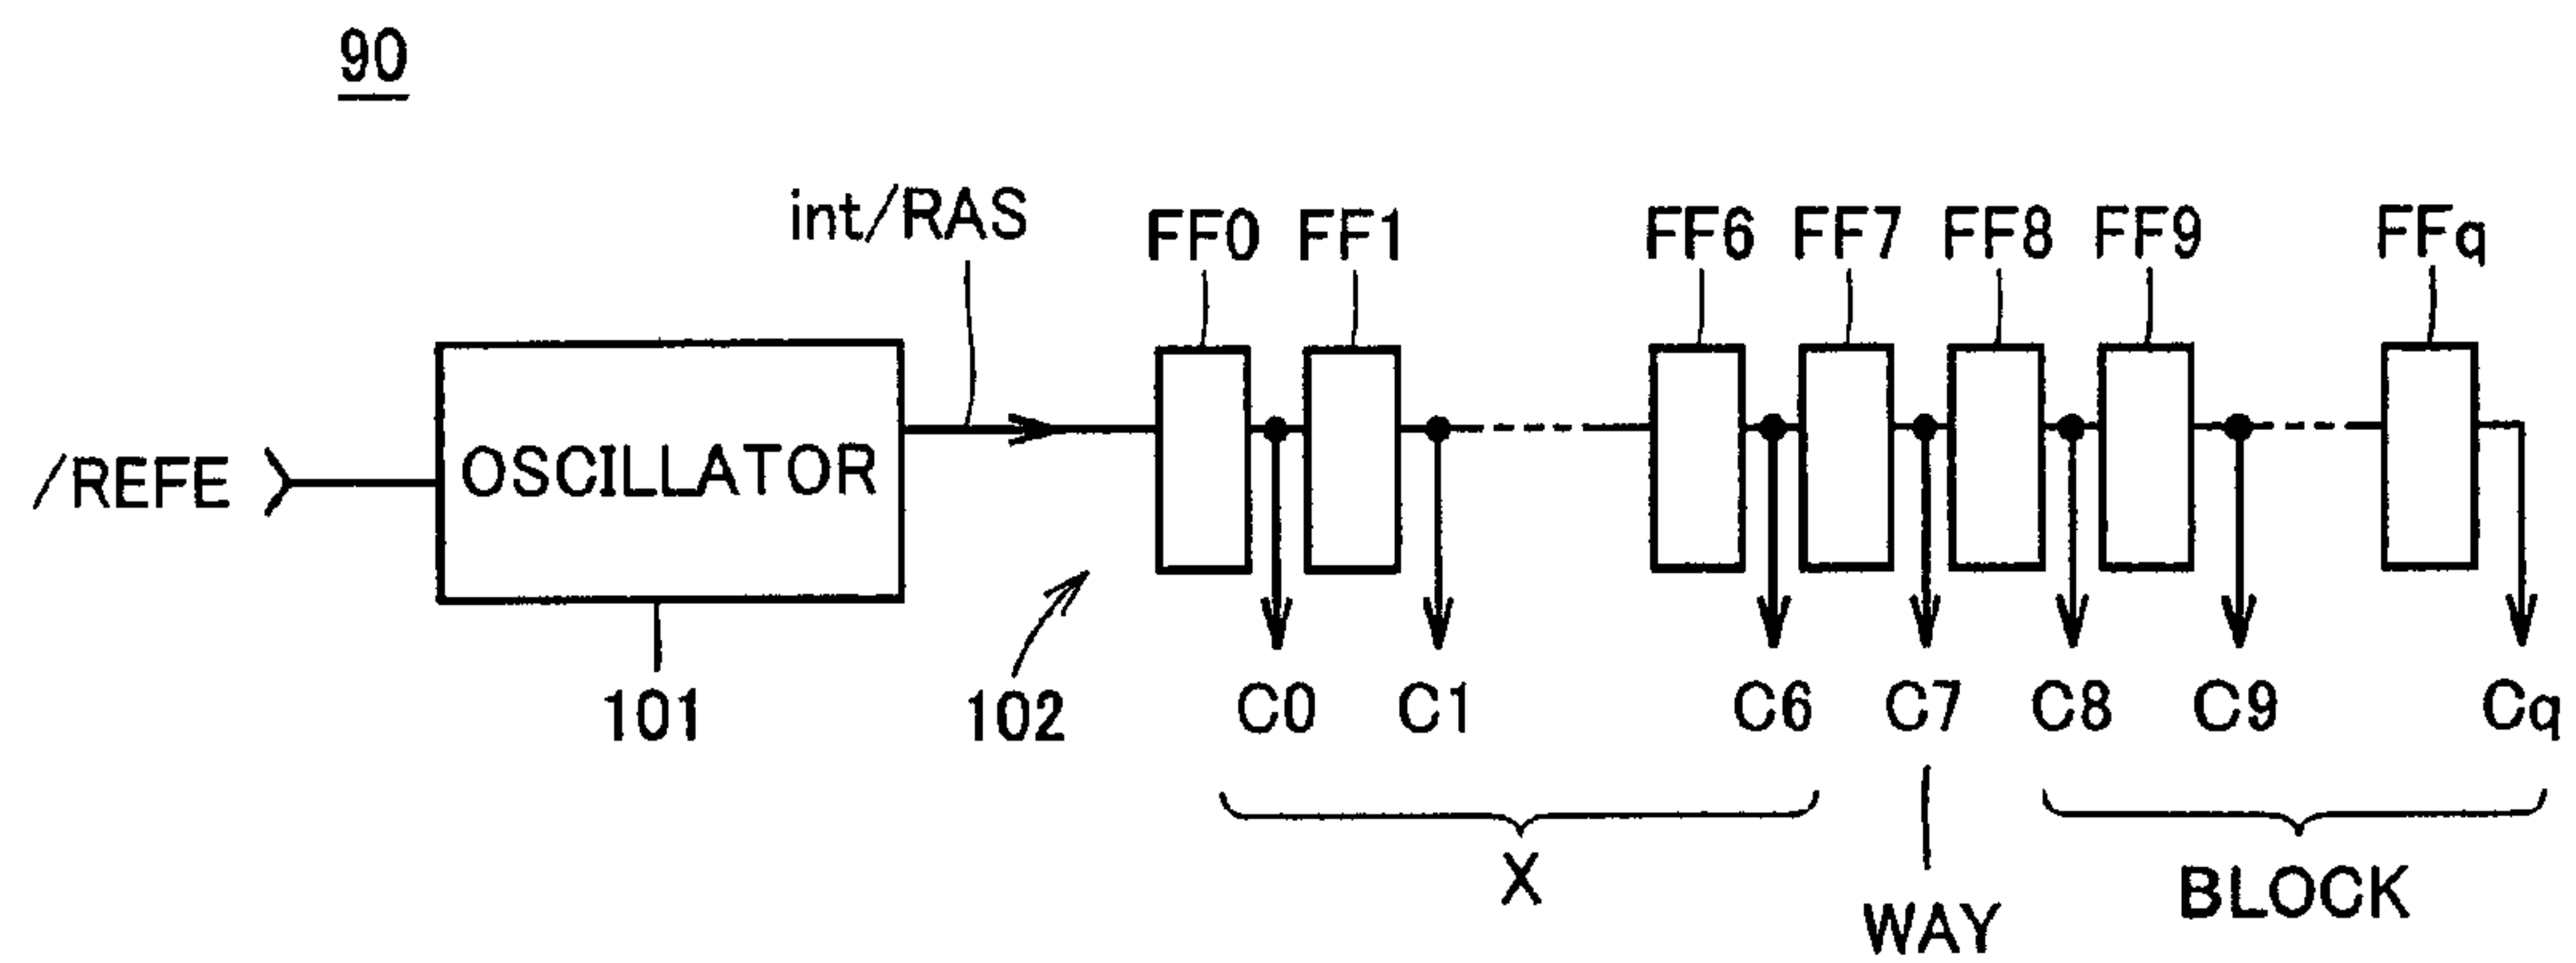 90
int/RAS
FF0 FF1 FF6 FF7 FF8 FF9 FFq
/REFE
OSCILLATOR
101
102
C0 C1 C6 C7 C8 C9 Cq
X
WAY
BLOCK